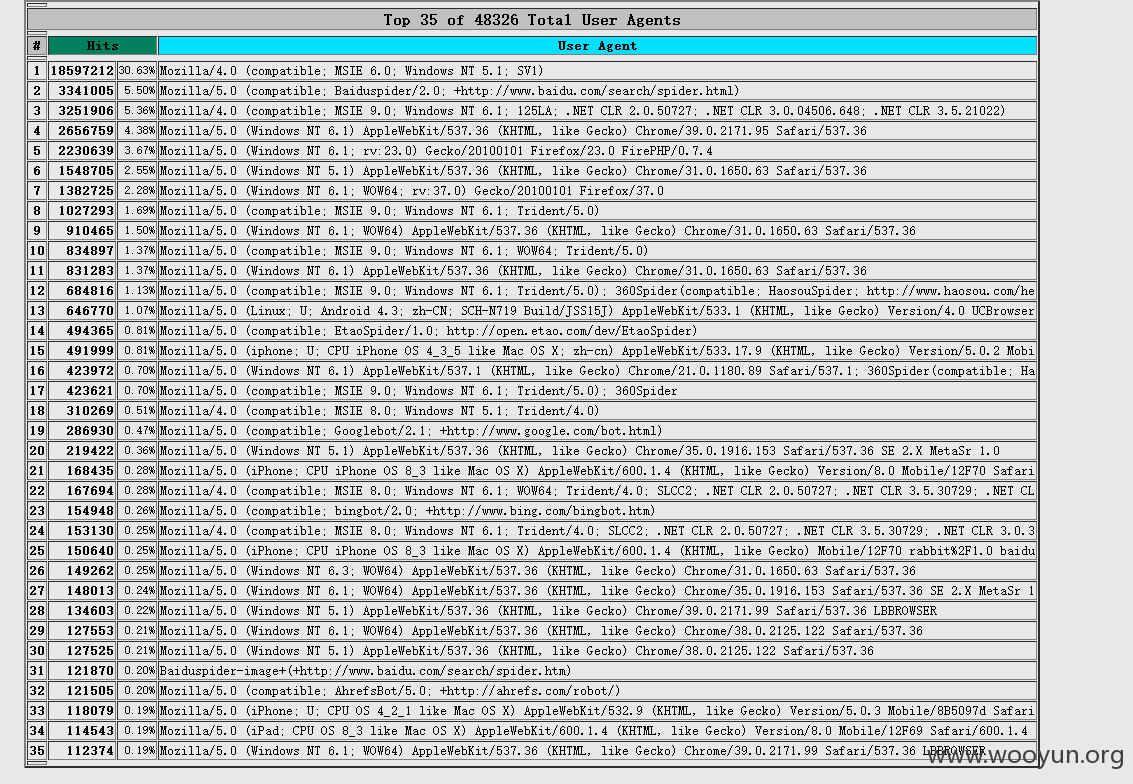 Top 35 of 48326 Total User Agents
# Hits User Agent
1 18597212 30.63% Mozilla/4.0 (compatible; MSIE 6.0; Windows NT 5.1; SV1)
2 3341005 5.50% Mozilla/5.0 (compatible; Baiduspider/2.0; +http://www.baidu.com/search/spider.html)
3 3251906 5.36% Mozilla/4.0 (compatible; MSIE 9.0; Windows NT 6.1; 125LA; .NET CLR 2.0.50727; .NET CLR 3.0.04506.648; .NET CLR 3.5.21022)
4 2656759 4.38% Mozilla/5.0 (Windows NT 6.1) AppleWebKit/537.36 (KHTML, like Gecko) Chrome/39.0.2171.95 Safari/537.36
5 2230639 3.67% Mozilla/5.0 (Windows NT 6.1; rv:23.0) Gecko/20100101 Firefox/23.0 FirePHP/0.7.4
6 1548705 2.55% Mozilla/5.0 (Windows NT 5.1) AppleWebKit/537.36 (KHTML, like Gecko) Chrome/31.0.1650.63 Safari/537.36
7 1382725 2.28% Mozilla/5.0 (Windows NT 6.1; WOW64; rv:37.0) Gecko/20100101 Firefox/37.0
8 1027293 1.69% Mozilla/5.0 (compatible; MSIE 9.0; Windows NT 6.1; Trident/5.0)
9 910465 1.50% Mozilla/5.0 (Windows NT 6.1; WOW64) AppleWebKit/537.36 (KHTML, like Gecko) Chrome/31.0.1650.63 Safari/537.36
10 834897 1.37% Mozilla/5.0 (compatible; MSIE 9.0; Windows NT 6.1; WOW64; Trident/5.0)
11 831283 1.37% Mozilla/5.0 (Windows NT 6.1) AppleWebKit/537.36 (KHTML, like Gecko) Chrome/31.0.1650.63 Safari/537.36
12 684816 1.13% Mozilla/5.0 (compatible; MSIE 9.0; Windows NT 6.1; Trident/5.0); 360Spider(compatible; HaosouSpider; http://www.haosou.com/he
13 646770 1.07% Mozilla/5.0 (Linux; U; Android 4.3; zh-CN; SCH-N719 Build/JSS15J) AppleWebKit/533.1 (KHTML, like Gecko) Version/4.0 UCBrowser
14 494365 0.81% Mozilla/5.0 (compatible; EtaoSpider/1.0; http://open.etao.com/dev/EtaoSpider)
15 491999 0.81% Mozilla/5.0 (iphone; U; CPU iPhone OS 4_3_5 like Mac OS X; zh-cn) AppleWebKit/533.17.9 (KHTML, like Gecko) Version/5.0.2 Mobi
16 423972 0.70% Mozilla/5.0 (Windows NT 6.1) AppleWebKit/537.1 (KHTML, like Gecko) Chrome/21.0.1180.89 Safari/537.1; 360Spider(compatible; Ha
17 423621 0.70% Mozilla/5.0 (compatible; MSIE 9.0; Windows NT 6.1; Trident/5.0); 360Spider
18 310269 0.51% Mozilla/4.0 (compatible; MSIE 8.0; Windows NT 5.1; Trident/4.0)
19 286930 0.47% Mozilla/5.0 (compatible; Googlebot/2.1; +http://www.google.com/bot.html)
20 219422 0.36% Mozilla/5.0 (Windows NT 5.1) AppleWebKit/537.36 (KHTML, like Gecko) Chrome/35.0.1916.153 Safari/537.36 SE 2.X MetaSr 1.0
21 168435 0.28% Mozilla/5.0 (iPhone; CPU iPhone OS 8_3 like Mac OS X) AppleWebKit/600.1.4 (KHTML, like Gecko) Version/8.0 Mobile/12F70 Safari
22 167694 0.28% Mozilla/4.0 (compatible; MSIE 8.0; Windows NT 6.1; WOW64; Trident/4.0; SLCC2; .NET CLR 2.0.50727; .NET CLR 3.5.30729; .NET CL
23 154948 0.26% Mozilla/5.0 (compatible; bingbot/2.0; +http://www.bing.com/bingbot.htm)
24 153130 0.25% Mozilla/4.0 (compatible; MSIE 8.0; Windows NT 6.1; Trident/4.0; SLCC2; .NET CLR 2.0.50727; .NET CLR 3.5.30729; .NET CLR 3.0.3
25 150640 0.25% Mozilla/5.0 (iPhone; CPU iPhone OS 8_3 like Mac OS X) AppleWebKit/600.1.4 (KHTML, like Gecko) Mobile/12F70 rabbit%2F1.0 baidu
26 149262 0.25% Mozilla/5.0 (Windows NT 6.3; WOW64) AppleWebKit/537.36 (KHTML, like Gecko) Chrome/31.0.1650.63 Safari/537.36
27 148013 0.24% Mozilla/5.0 (Windows NT 6.1; WOW64) AppleWebKit/537.36 (KHTML, like Gecko) Chrome/35.0.1916.153 Safari/537.36 SE 2.X MetaSr 1
28 134603 0.22% Mozilla/5.0 (Windows NT 5.1) AppleWebKit/537.36 (KHTML, like Gecko) Chrome/39.0.2171.99 Safari/537.36 LBBROWSER
29 127553 0.21% Mozilla/5.0 (Windows NT 6.1; WOW64) AppleWebKit/537.36 (KHTML, like Gecko) Chrome/38.0.2125.122 Safari/537.36
30 127525 0.21% Mozilla/5.0 (Windows NT 5.1) AppleWebKit/537.36 (KHTML, like Gecko) Chrome/38.0.2125.122 Safari/537.36
31 121870 0.20% Baiduspider-image+(+http://www.baidu.com/search/spider.htm)
32 121505 0.20% Mozilla/5.0 (compatible; AhrefsBot/5.0; +http://ahrefs.com/robot/)
33 118079 0.19% Mozilla/5.0 (iPhone; U; CPU OS 4_2_1 like Mac OS X) AppleWebKit/532.9 (KHTML, like Gecko) Version/5.0.3 Mobile/8B5097d Safari
34 114543 0.19% Mozilla/5.0 (iPad; CPU OS 8_3 like Mac OS X) AppleWebKit/600.1.4 (KHTML, like Gecko) Version/8.0 Mobile/12F69 Safari/600.1.4
35 112374 0.19% Mozilla/5.0 (Windows NT 6.1; WOW64) AppleWebKit/537.36 (KHTML, like Gecko) Chrome/39.0.2171.99 Safari/537.36 LBBROWSER
www.wooyun.org